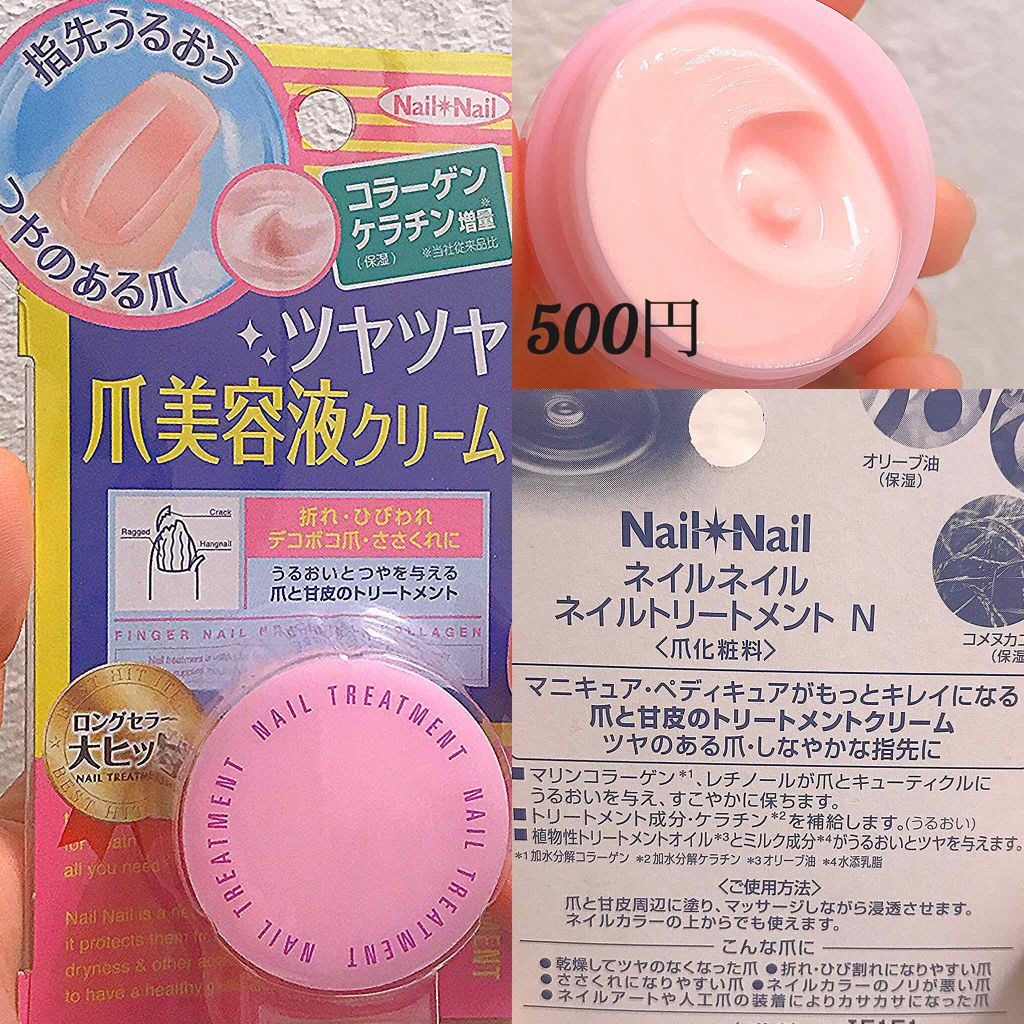 指先うるおう
つやのある爪
Nail Nail
コラーゲン
ケラチン増量※
(保湿)
※当社従来品比
ツヤツヤ
爪美容液クリーム
Crack
Ragged
Hangnail
折れ・ひびわれ
デコボコ爪・ささくれに
うるおいとつやを与える
爪と甘皮のトリートメント
FINGER NAIL
COLLAGEN
ロングセラー
大ヒット
NAIL TREATMENT
NAIL TREATMENT NAIL TREATMENT NAIL TREATMENT
all you need
Nail Nail is a
it protects them
dryness & other
to have a healthy
500円
オリーブ油
(保湿)
コメヌカ
(保湿
Nail Nail
ネイルネイル
ネイルトリートメント N
〈爪化粧料〉
マニキュア・ペディキュアがもっとキレイになる
爪と甘皮のトリートメントクリーム
ツヤのある爪・しなやかな指先に
■マリンコラーゲン*1、レチノールが爪とキューティクルに
うるおいを与え、すこやかに保ちます。
■トリートメント成分・ケラチン*2を補給します。(うるおい)
■植物性トリートメントオイル*3とミルク成分*4がうるおいとツヤを与えます。
*1加水分解コラーゲン *2加水分解ケラチン *3オリーブ油 *4水添乳脂
〈ご使用方法〉
爪と甘皮周辺に塗り、マッサージしながら浸透させます。
ネイルカラーの上からでも使えます。
こんな爪に
●乾燥してツヤのなくなった爪 ●折れ・ひび割れになりやすい爪
●ささくれになりやすい爪 ●ネイルカラーのノリが悪い爪
●ネイルアートや人工爪の装着によりカサカサになった爪